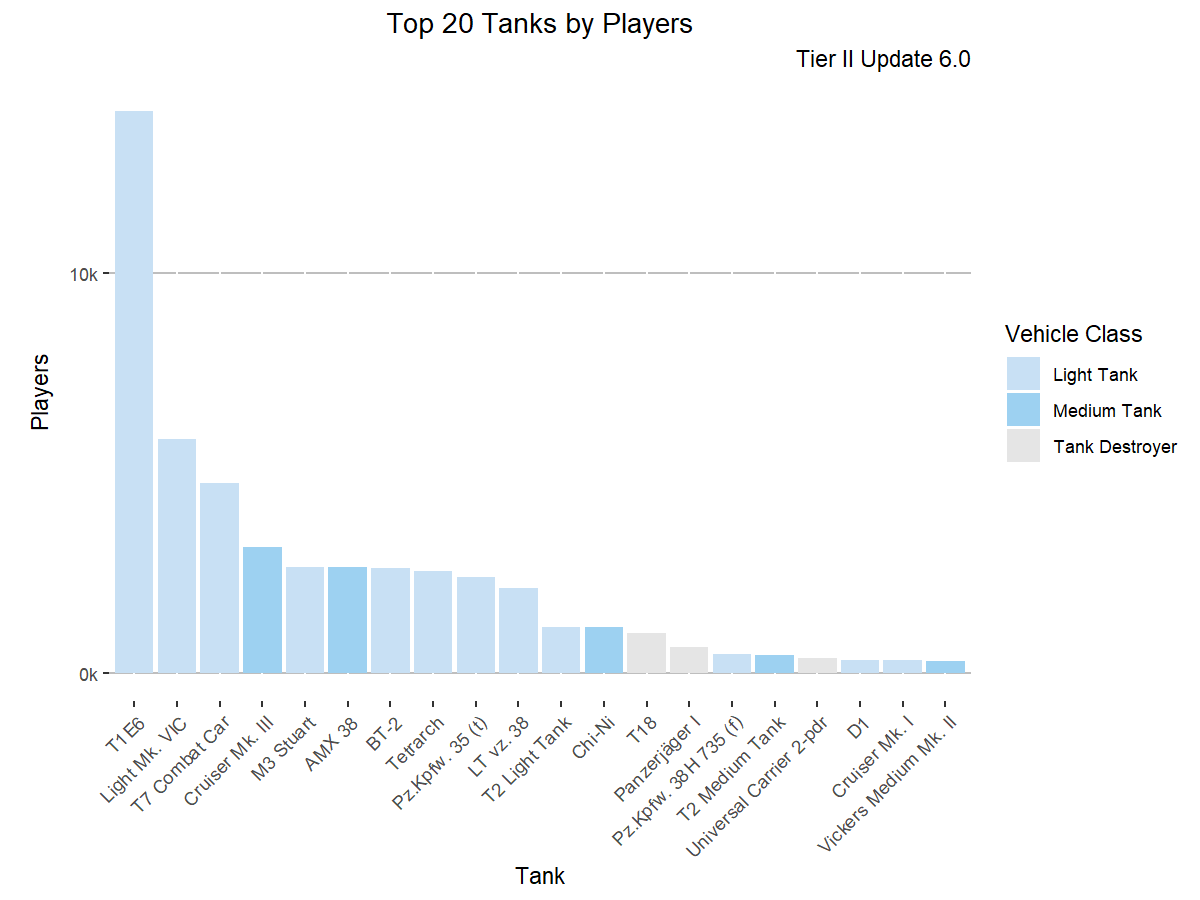 Top 20 Tanks by Players
Tier II Update 6.0
10k
0k
Players
T1E6
Light Mk. VIC
T7 Combat Car
Cruiser Mk. III
M3 Stuart
AMX 38
BT-2
Tetrarch
Pz.Kpfw. 35 (t)
LT vz. 38
T2 Light Tank
Chi-Ni
T18
Panzerjäger I
Pz.Kpfw. 38H 735 (f)
T2 Medium Tank
Universal Carrier 2-pdr
D1
Cruiser Mk. I
Vickers Medium Mk. II
Tank
Vehicle Class
Light Tank
Medium Tank
Tank Destroyer